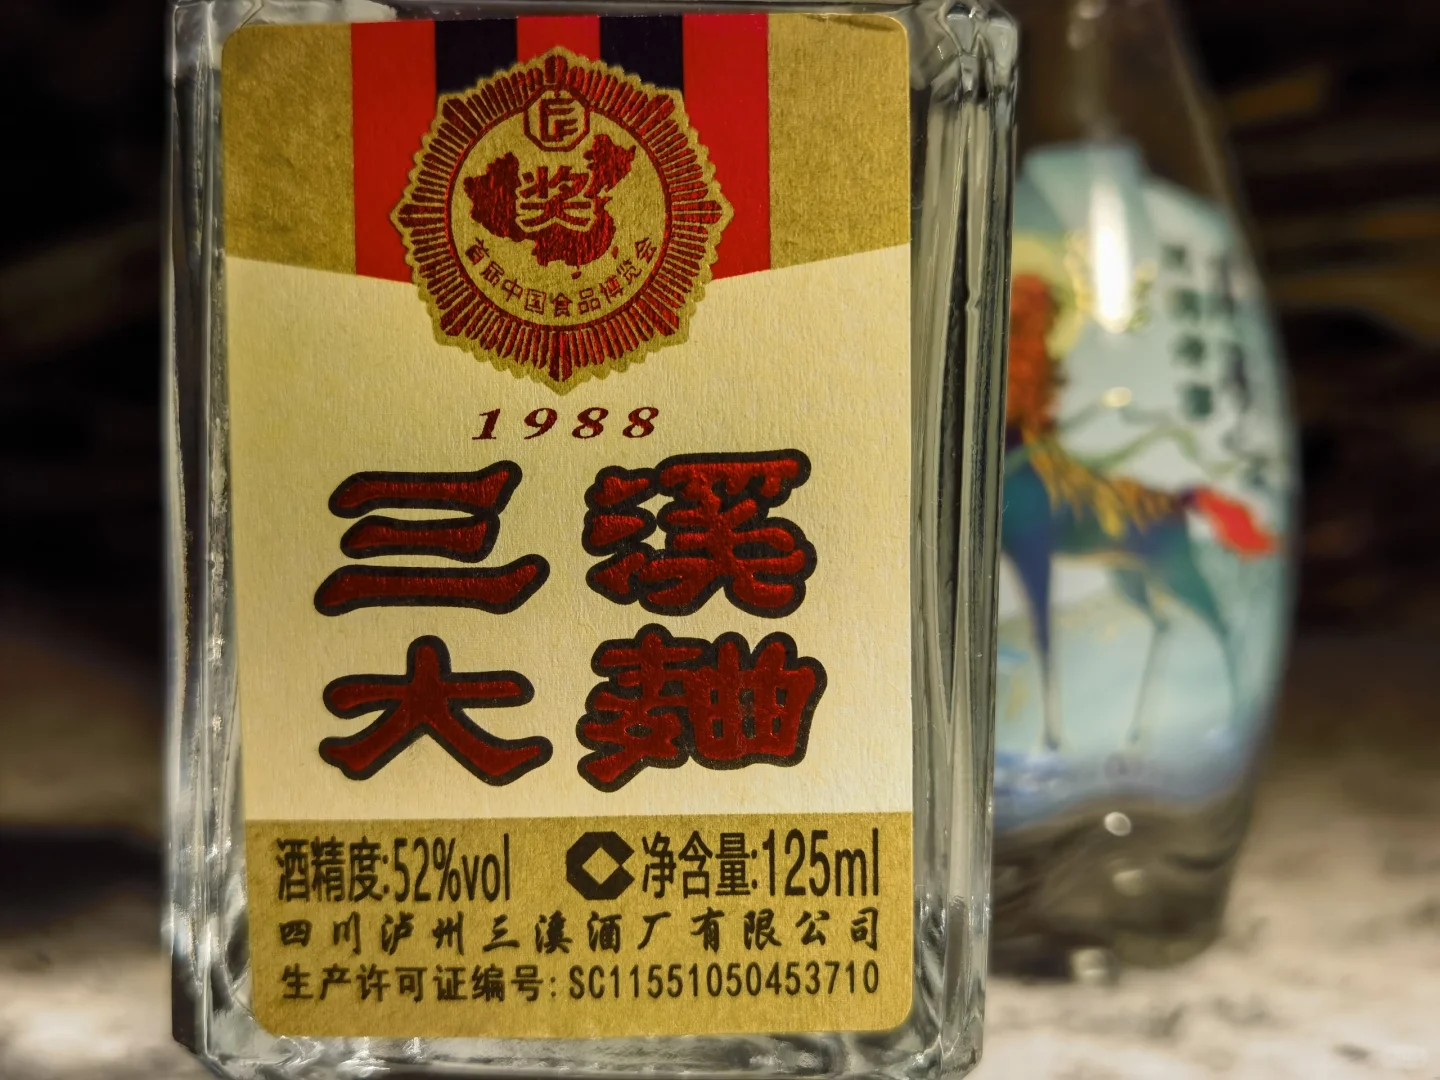 奖
首届中国食品博览会
1988
三溪
大麯
酒精度:52%vol
净含量:125ml
四川泸州三溪酒厂有限公司
生产许可证编号:SC11551050453710